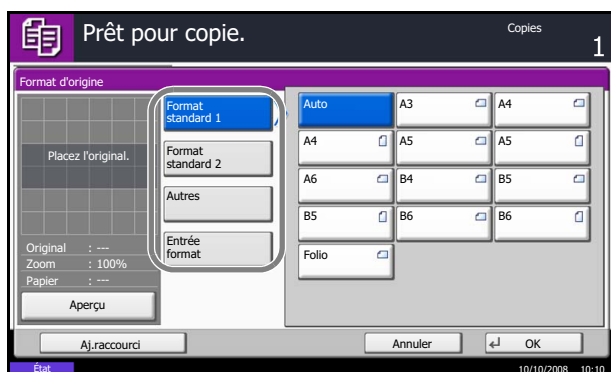 Prêt pour copie.
Copies
1
Format d'origine
Placez l'original.
Original : ---
Zoom : 100%
Papier : ---
Aperçu
Format
standard 1
Format
standard 2
Autres
Entrée
format
Auto
A3
A4
A4
A5
A5
A6
B4
B5
B5
B6
B6
Folio
Aj.raccourci
Annuler
OK
État
10/10/2008 10:10